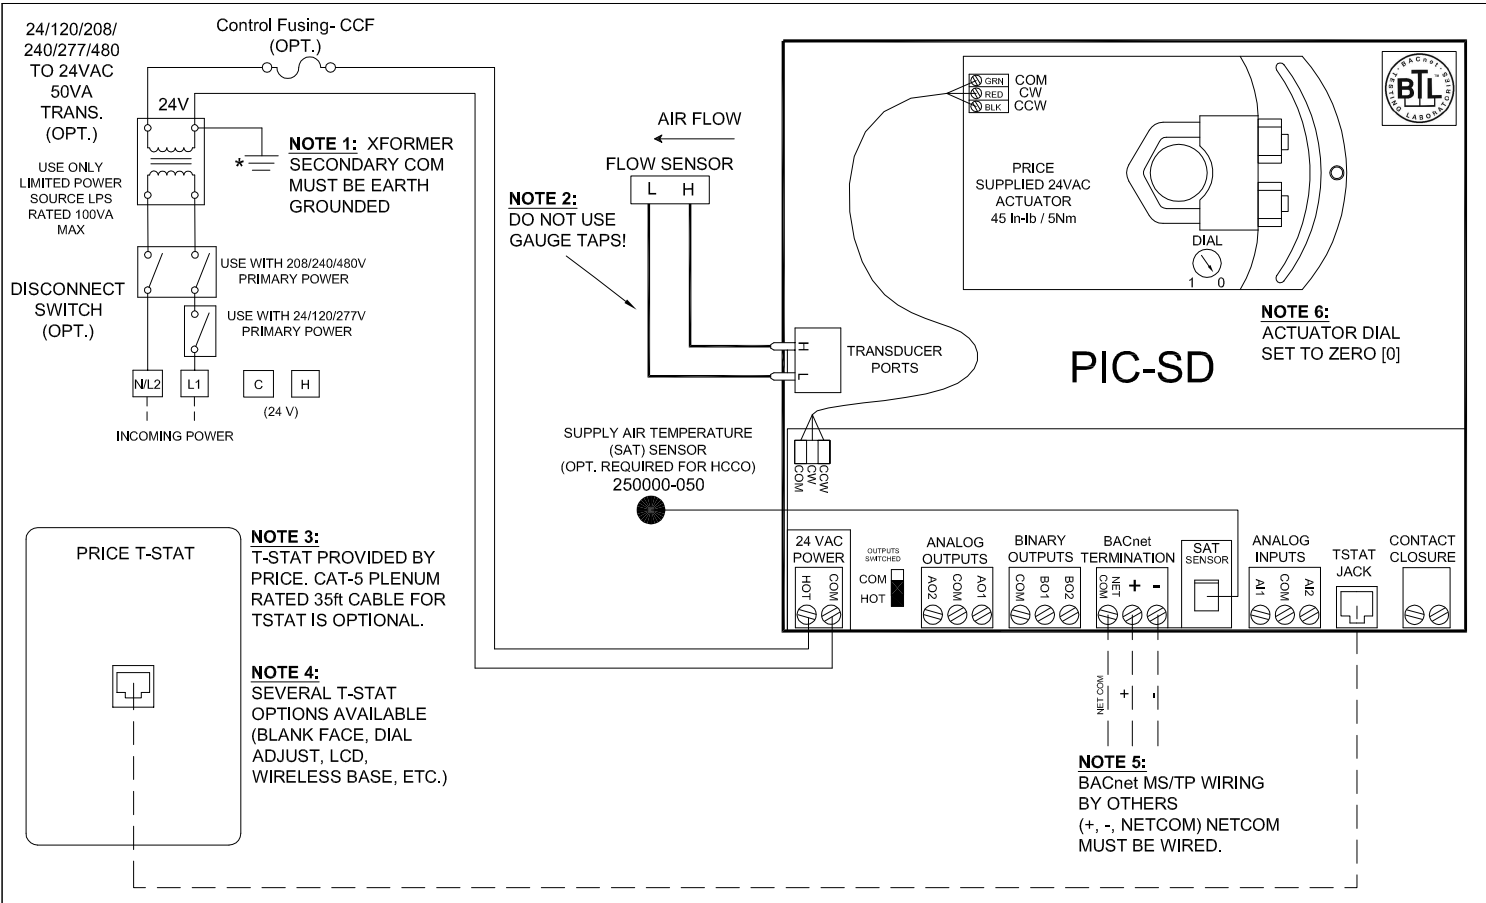 24/120/208/
240/277/480
TO 24VAC
50VA
TRANS.
(OPT.)
Control Fusing- CCF
(OPT.)
24V
USE ONLY
LIMITED POWER
SOURCE LPS
RATED 100VA
MAX
*
NOTE 1: XFORMER
SECONDARY COM
MUST BE EARTH
GROUNDED
USE WITH 208/240/480V
PRIMARY POWER
DISCONNECT
SWITCH
(OPT.)
USE WITH 24/120/277V
PRIMARY POWER
N/L2
L1
C
H
(24 V)
INCOMING POWER
AIR FLOW
FLOW SENSOR
L H
NOTE 2:
DO NOT USE
GAUGE TAPS!
H
L
TRANSDUCER
PORTS
GRN COM
RED CW
BLK CCW
PRICE
SUPPLIED 24VAC
ACTUATOR
45 In-lb / 5Nm
DIAL
1 0
BACnet
BTL
TM
TESTING LABORATORIES
NOTE 6:
ACTUATOR DIAL
SET TO ZERO [0]
PIC-SD
SUPPLY AIR TEMPERATURE
(SAT) SENSOR
(OPT. REQUIRED FOR HCCO)
250000-050
COM
CW
CCW
24 VAC
POWER
HOT
COM
OUTPUTS
SWITCHED
COM
HOT
ANALOG
OUTPUTS
AO2
COM
AO1
BINARY
OUTPUTS
COM
BO1
BO2
BACnet
TERMINATION
NET
COM
+
-
SAT
SENSOR
ANALOG
INPUTS
AI1
COM
AI2
TSTAT
JACK
CONTACT
CLOSURE
PRICE T-STAT
NOTE 3:
T-STAT PROVIDED BY
PRICE. CAT-5 PLENUM
RATED 35ft CABLE FOR
TSTAT IS OPTIONAL.
NOTE 4:
SEVERAL T-STAT
OPTIONS AVAILABLE
(BLANK FACE, DIAL
ADJUST, LCD,
WIRELESS BASE, ETC.)
NET COM
+
-
NOTE 5:
BACnet MS/TP WIRING
BY OTHERS
(+, -, NETCOM) NETCOM
MUST BE WIRED.